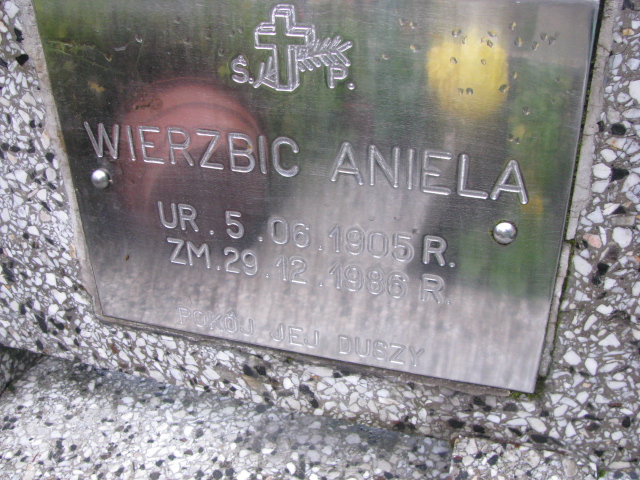 Ś. P.
WIERZBIC ANIELA
UR. 5.06.1905 R.
ZM. 29.12.1986 R.
POKÓJ JEJ DUSZY